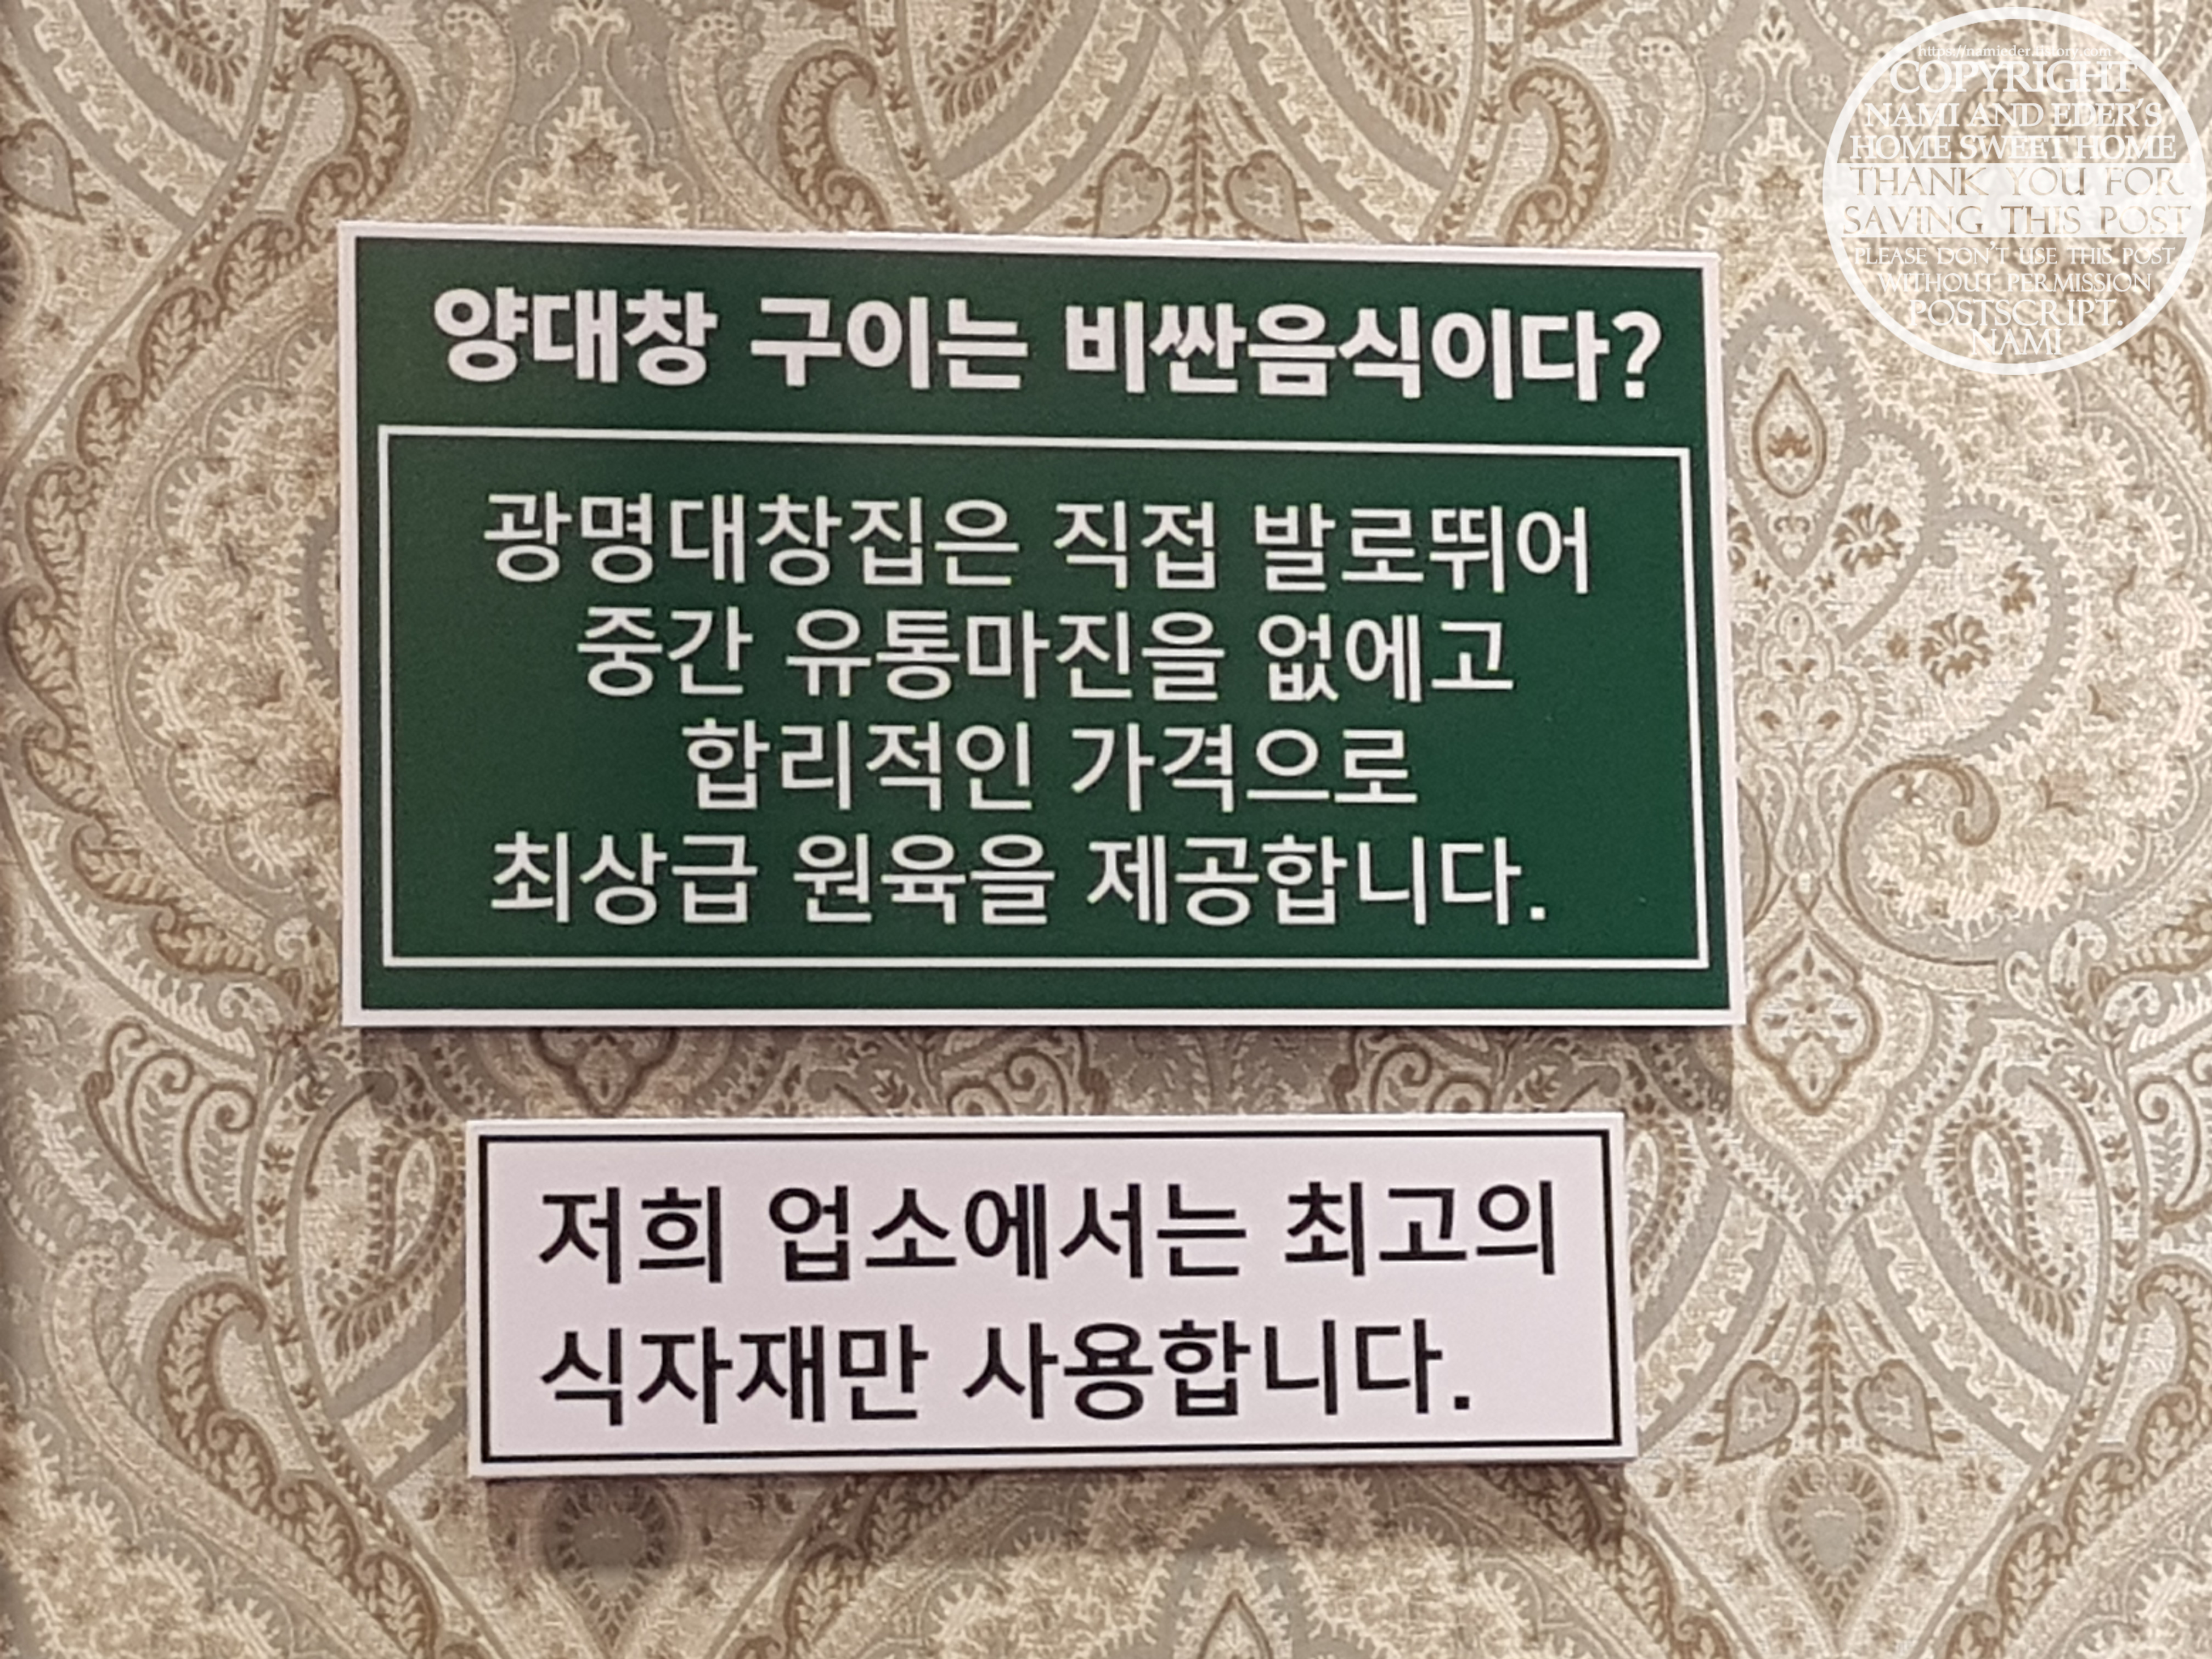 양대창 구이는 비싼음식이다?
광명대창집은 직접 발로뛰어
중간 유통마진을 없에고
합리적인 가격으로
최상급 원육을 제공합니다.
저희 업소에서는 최고의
식자재만 사용합니다.
https://namieder.tistory.com
COPYRIGHT
NAMI AND EDER'S
HOME SWEET HOME
THANK YOU FOR
SAVING THIS POST
PLEASE DON'T USE THIS POST
WITHOUT PERMISSION
POSTSCRIPT.
NAMI